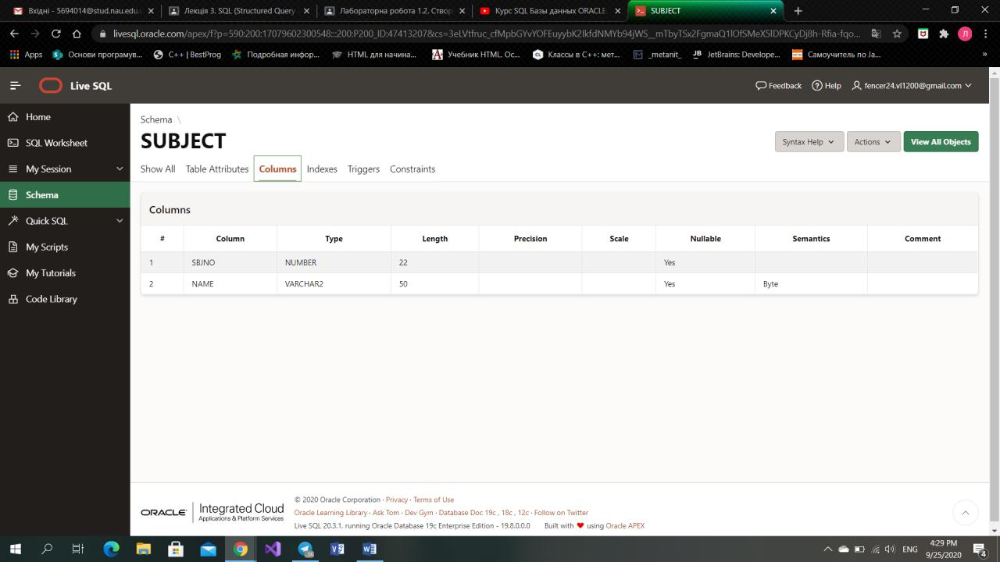 Вхідні - 5694014@stud.nau.edu.
Лекція 3. SQL (Structured Query
Лабораторна робота 1.2. Створ
Курс SQL Базы данных ORACLE.
SUBJECT
livesql.oracle.com/apex/f?p=590:200:17079602300548:::200:P200_ID:47413207&cs=3eLVtfruc_cfMpbGYvYOFEuyybK2IkfdNMYb94jWS__mTbyTSx2FgmaQ1lOfSMeX5IDPKCyDj8h-Rfia-fqo...
Apps
Основи програмув...
C++ | BestProg
Подробная инфор...
HTML для начина...
Учебник HTML. Ос...
Классы в C++: мет...
_metanit_
JetBrains: Develope...
Самоучитель по Ja...
»
Live SQL
Feedback
Help
fencer24.vl1200@gmail.com
Home
SQL Worksheet
My Session
Schema
Quick SQL
My Scripts
My Tutorials
Code Library
Schema \
SUBJECT
Syntax Help
Actions
View All Objects
Show All Table Attributes Columns Indexes Triggers Constraints
Columns
# Column Type Length Precision Scale Nullable Semantics Comment
1 SBJNO NUMBER 22 Yes
2 NAME VARCHAR2 50 Yes Byte
ORACLE
Integrated Cloud
Applications & Platform Services
© 2020 Oracle Corporation · Privacy · Terms of Use
Oracle Learning Library · Ask Tom · Dev Gym · Database Doc 19c , 18c , 12c · Follow on Twitter
Live SQL 20.3.1, running Oracle Database 19c Enterprise Edition - 19.8.0.0.0 Built with ❤ using Oracle APEX
ENG
4:29 PM
9/25/2020
4